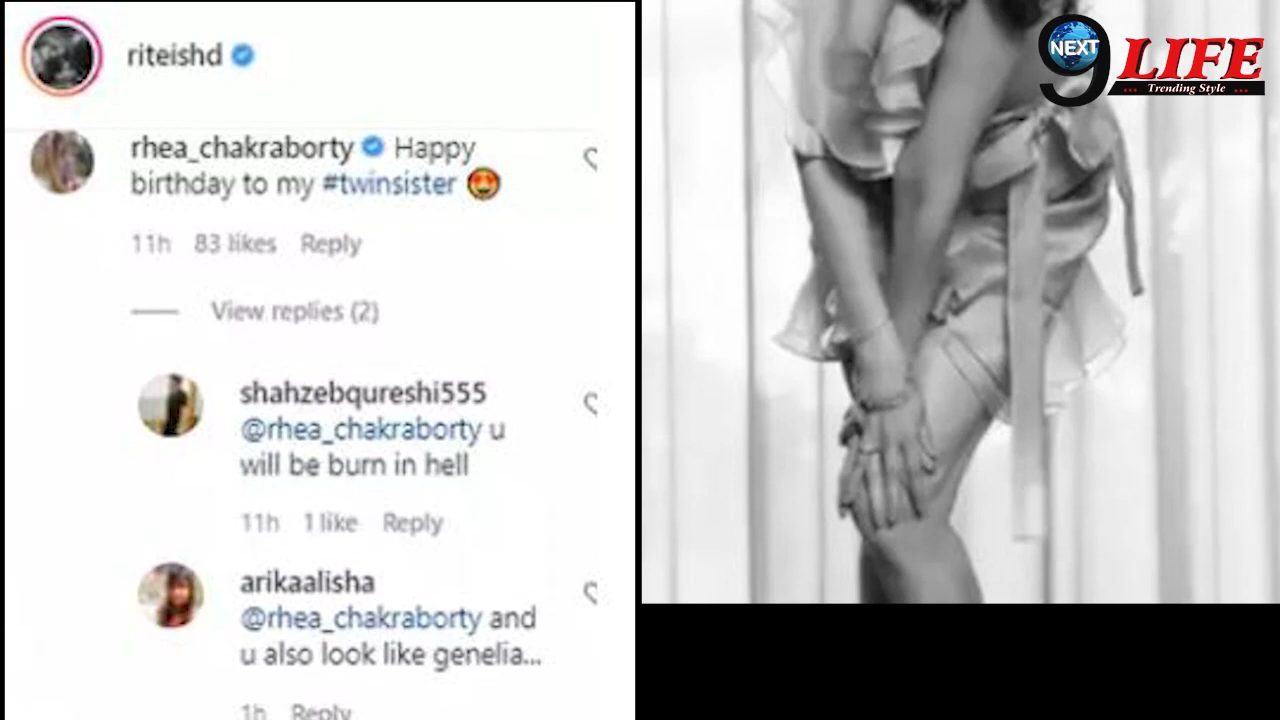 riteishd
rhea_chakraborty Happy
birthday to my #twinsister
11h 83 likes Reply
View replies (2)
shahzebqureshi555
@rhea_chakraborty u
will be burn in hell
11h 1 like Reply
arikaalisha
@rhea_chakraborty and
u also look like genelia...
1h Reply
NEXT
9 LIFE
... Trending Style ...